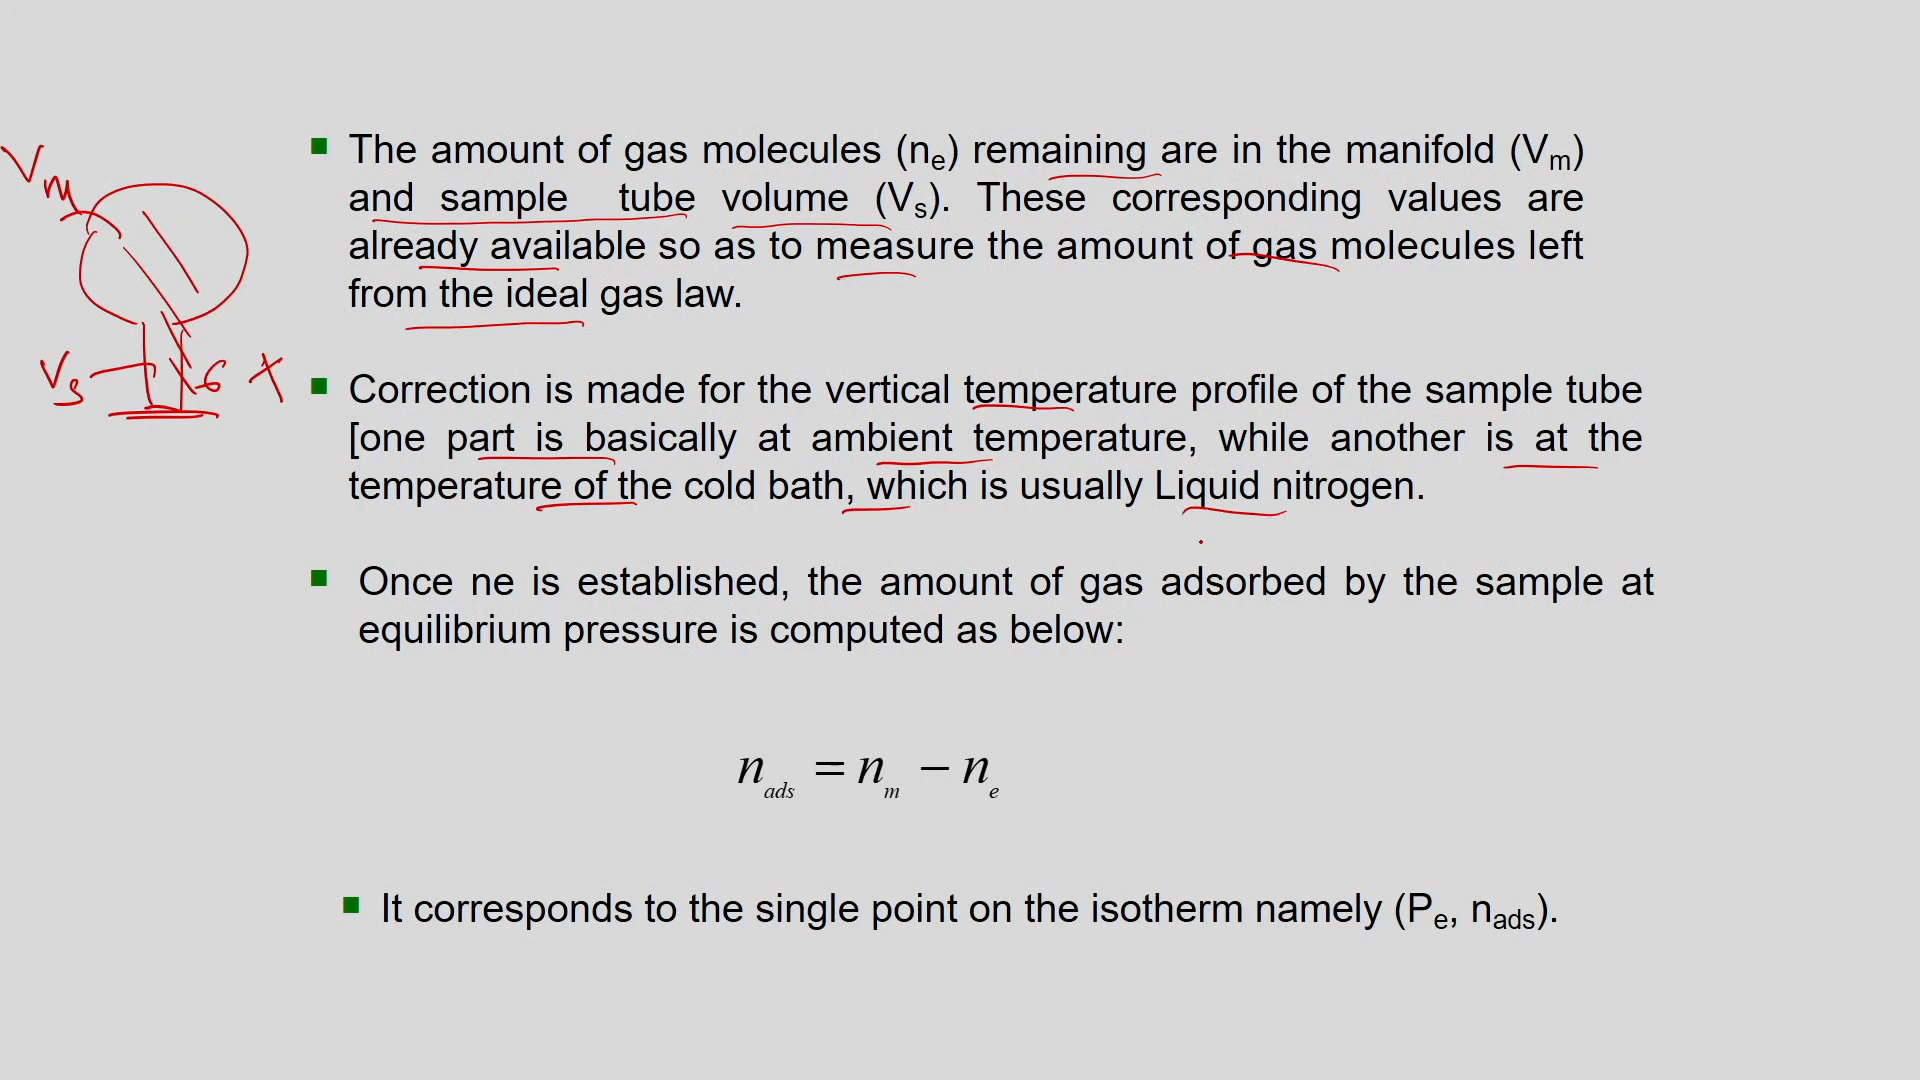 The amount of gas molecules (ne) remaining are in the manifold (Vm)
and sample tube volume (Vs). These corresponding values are
already available so as to measure the amount of gas molecules left
from the ideal gas law.
Vm
Vs
Correction is made for the vertical temperature profile of the sample tube
[one part is basically at ambient temperature, while another is at the
temperature of the cold bath, which is usually Liquid nitrogen.
Once ne is established, the amount of gas adsorbed by the sample at
equilibrium pressure is computed as below:
n_ads = n_m − n_e
It corresponds to the single point on the isotherm namely (Pe, nads).